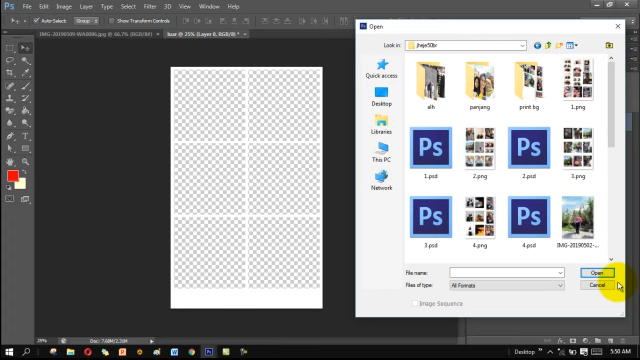 Ps File Edit Image Layer Type Select Filter 3D View Window Help
Auto-Select: Group Show Transform Controls
IMG-20190509-WA0086.jpg @ 66.7% (RGB/8#) × luar @ 25% (Layer 0, RGB/8*) * ×
Open
Look in: jheje50br
Quick access
Desktop
Libraries
This PC
Network
alh panjang print bg 1.png
Ps Ps
1.psd 2.png 2.psd 3.png
Ps Ps
3.psd 4.png 4.psd IMG-20190502-...
File name: Open
Files of type: All Formats Cancel
Image Sequence
25% Doc: 7.60M/2.30M
Desktop 5:50 AM